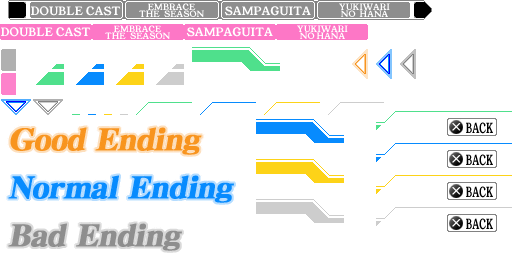 DOUBLE CAST
EMBRACE
THE SEASON
SAMPAGUITA
YUKIWARI
NO HANA
DOUBLE CAST
EMBRACE
THE SEASON
SAMPAGUITA
YUKIWARI
NO HANA
Good Ending
BACK
Normal Ending
BACK
BACK
Bad Ending
BACK